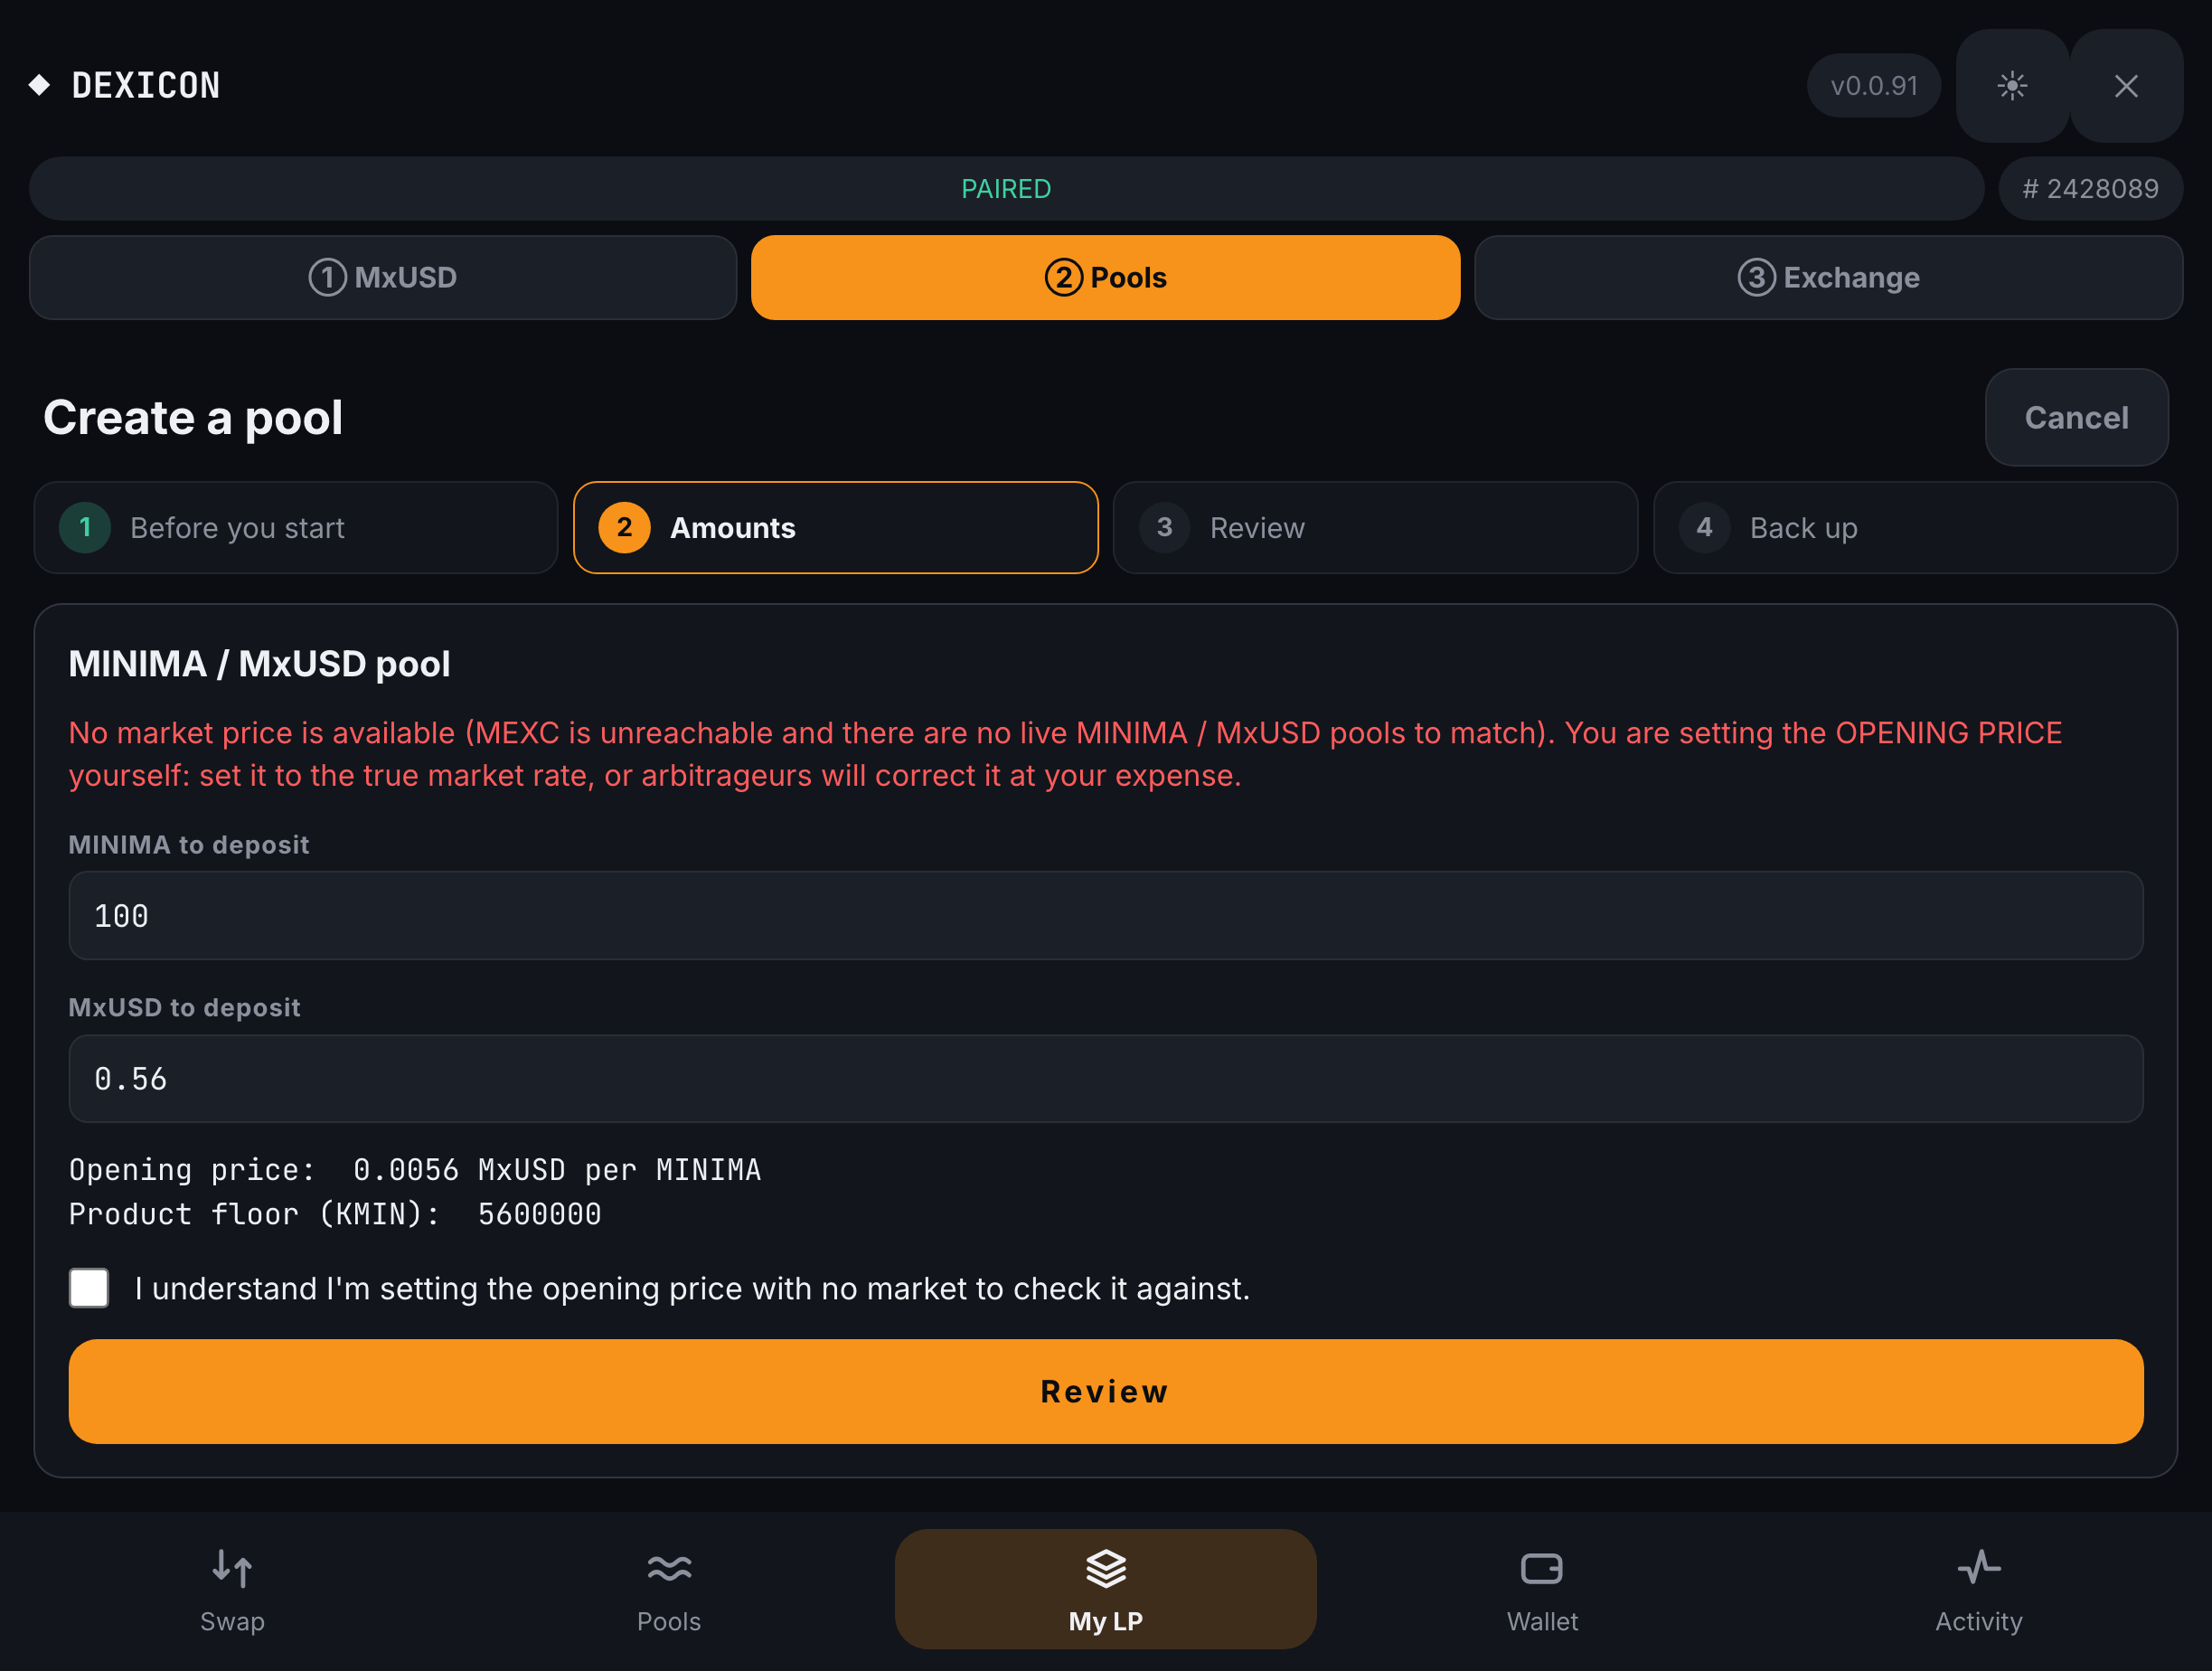 ◆ DEXICON
v0.0.91
PAIRED
# 2428089
① MxUSD
② Pools
③ Exchange
Create a pool
Cancel
1 Before you start
2 Amounts
3 Review
4 Back up
MINIMA / MxUSD pool
No market price is available (MEXC is unreachable and there are no live MINIMA / MxUSD pools to match). You are setting the OPENING PRICE
yourself: set it to the true market rate, or arbitrageurs will correct it at your expense.
MINIMA to deposit
100
MxUSD to deposit
0.56
Opening price:  0.0056 MxUSD per MINIMA
Product floor (KMIN):  5600000
I understand I'm setting the opening price with no market to check it against.
Review
Swap
Pools
My LP
Wallet
Activity